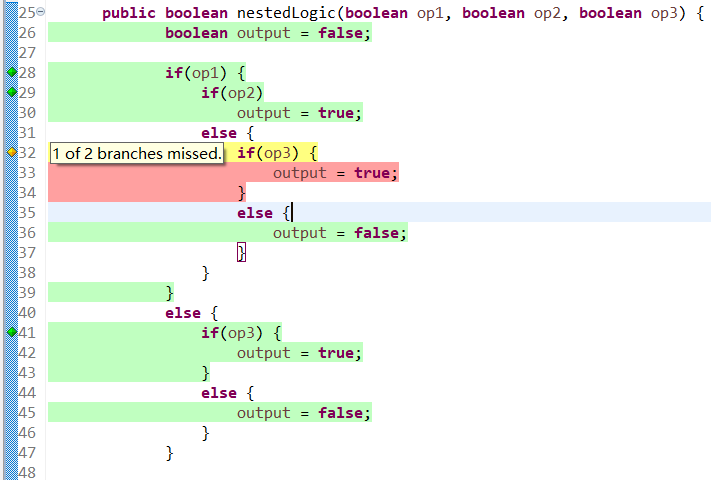 25 public boolean nestedLogic(boolean op1, boolean op2, boolean op3) {
26 boolean output = false;
27
28 if(op1) {
29 if(op2)
30 output = true;
31 else {
32 1 of 2 branches missed. if(op3) {
33 output = true;
34 }
35 else {
36 output = false;
37 }
38 }
39 }
40 else {
41 if(op3) {
42 output = true;
43 }
44 else {
45 output = false;
46 }
47 }
48